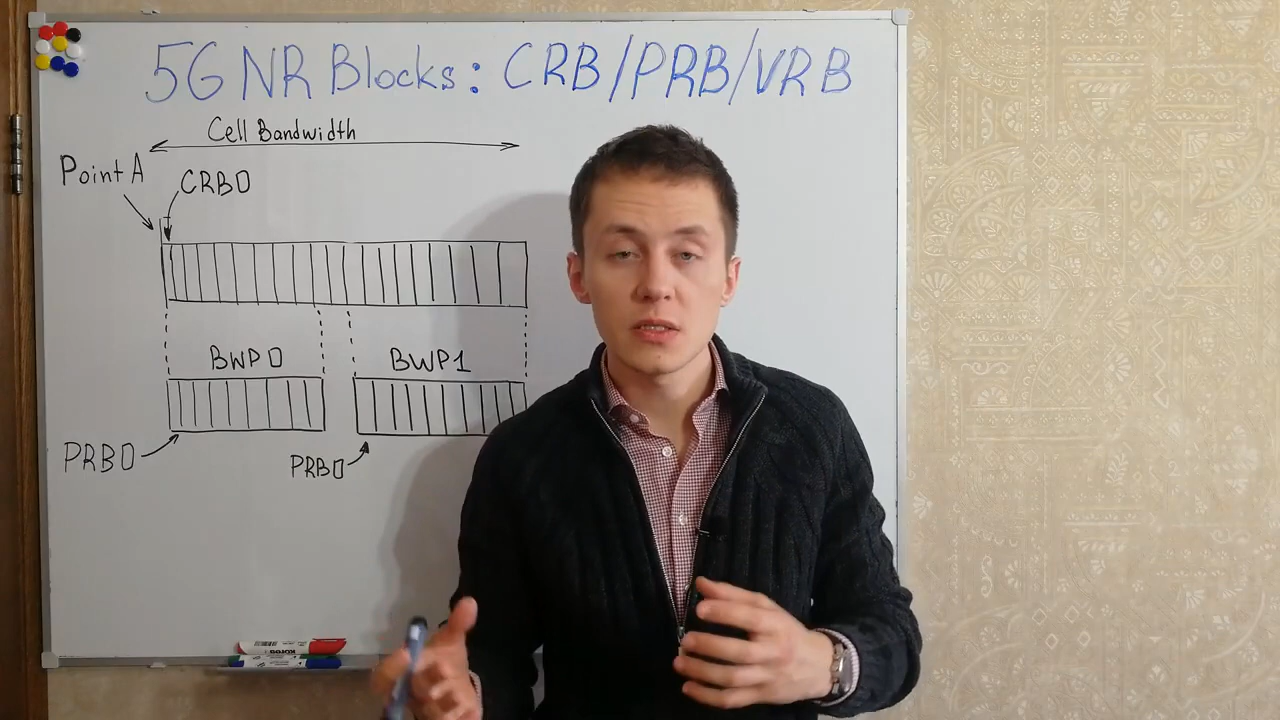 5G NR Blocks: CRB/PRB/VRB
Cell Bandwidth
Point A
CRB0
BWP0
BWP1
PRB0
PRB0